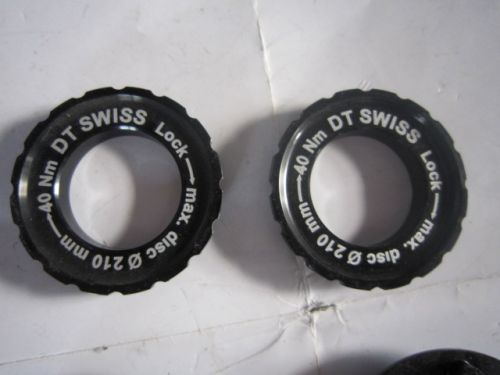 DT SWISS Lock → max. disc Ø 210 mm → 40 Nm
DT SWISS Lock → max. disc Ø 210 mm → 40 Nm